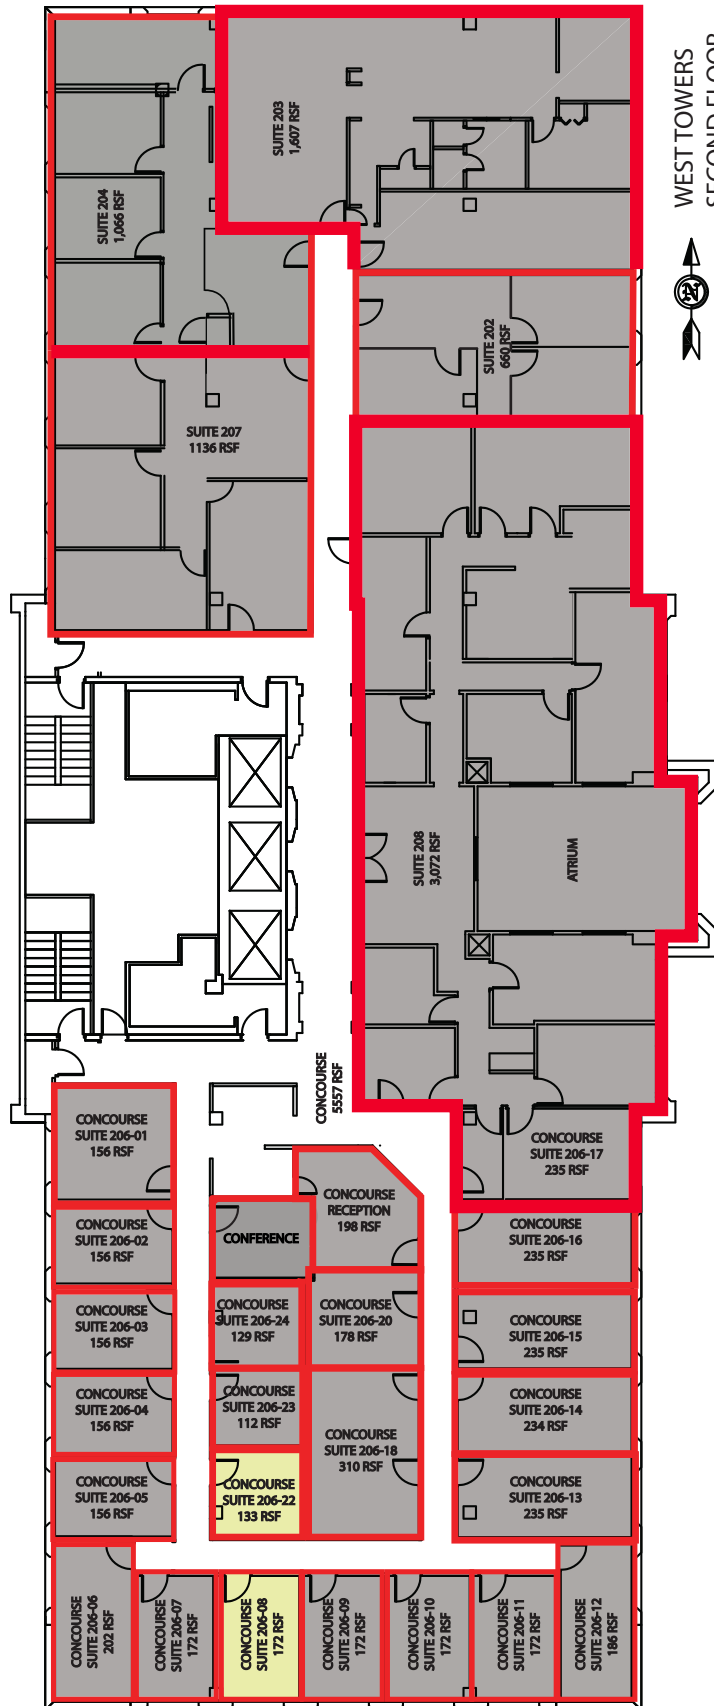 WEST TOWERS
SECOND FLOOR
N
SUITE 203
1,607 RSF
SUITE 204
1,066 RSF
SUITE 202
660 RSF
SUITE 207
1136 RSF
SUITE 208
3,072 RSF
ATRIUM
CONCOURSE
5557 RSF
CONCOURSE
SUITE 206-01
156 RSF
CONCOURSE
SUITE 206-17
235 RSF
CONCOURSE
RECEPTION
198 RSF
CONCOURSE
SUITE 206-02
156 RSF
CONFERENCE
CONCOURSE
SUITE 206-16
235 RSF
CONCOURSE
SUITE 206-03
156 RSF
CONCOURSE
SUITE 206-24
129 RSF
CONCOURSE
SUITE 206-20
178 RSF
CONCOURSE
SUITE 206-15
235 RSF
CONCOURSE
SUITE 206-04
156 RSF
CONCOURSE
SUITE 206-23
112 RSF
CONCOURSE
SUITE 206-18
310 RSF
CONCOURSE
SUITE 206-14
234 RSF
CONCOURSE
SUITE 206-05
156 RSF
CONCOURSE
SUITE 206-22
133 RSF
CONCOURSE
SUITE 206-13
235 RSF
CONCOURSE
SUITE 206-06
202 RSF
CONCOURSE
SUITE 206-07
172 RSF
CONCOURSE
SUITE 206-08
172 RSF
CONCOURSE
SUITE 206-09
172 RSF
CONCOURSE
SUITE 206-10
172 RSF
CONCOURSE
SUITE 206-11
172 RSF
CONCOURSE
SUITE 206-12
186 RSF